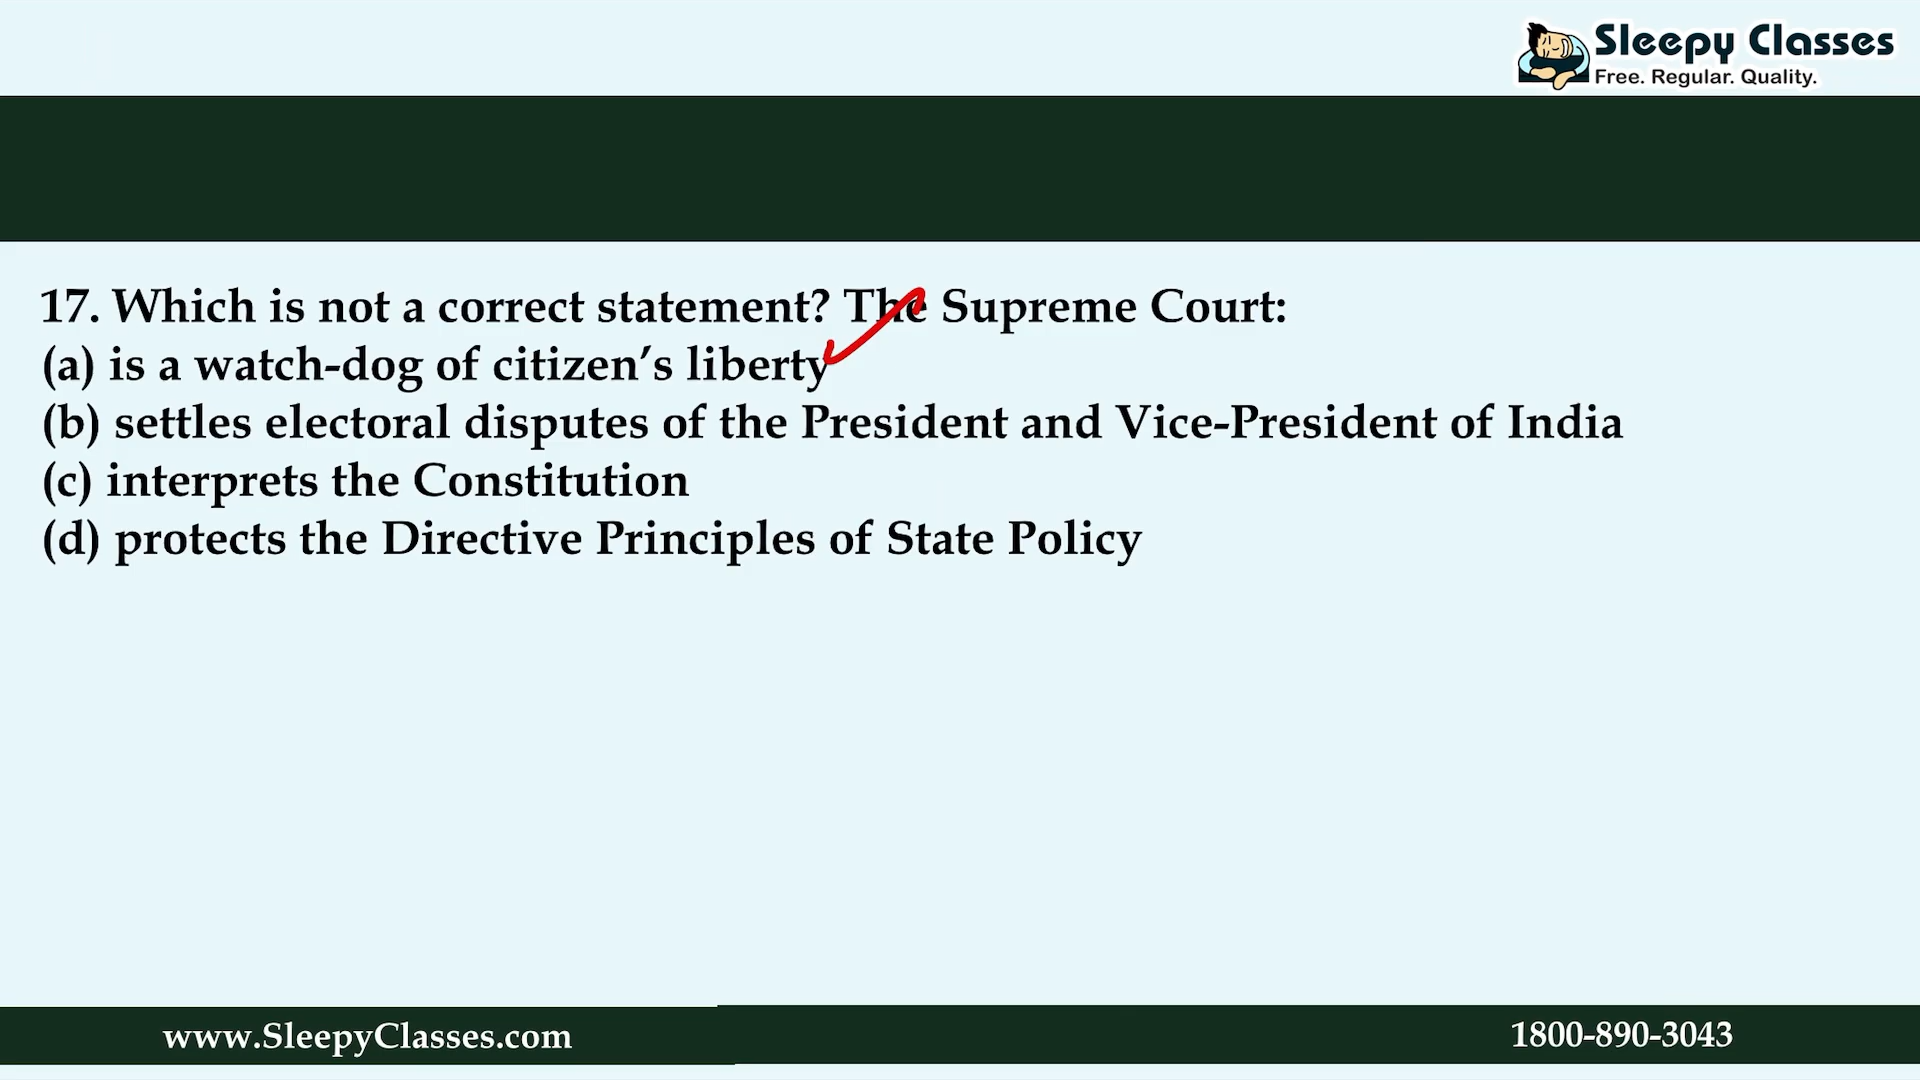 Sleepy Classes
Free. Regular. Quality.
17. Which is not a correct statement? The Supreme Court:
(a) is a watch-dog of citizen’s liberty
(b) settles electoral disputes of the President and Vice-President of India
(c) interprets the Constitution
(d) protects the Directive Principles of State Policy
www.SleepyClasses.com
1800-890-3043